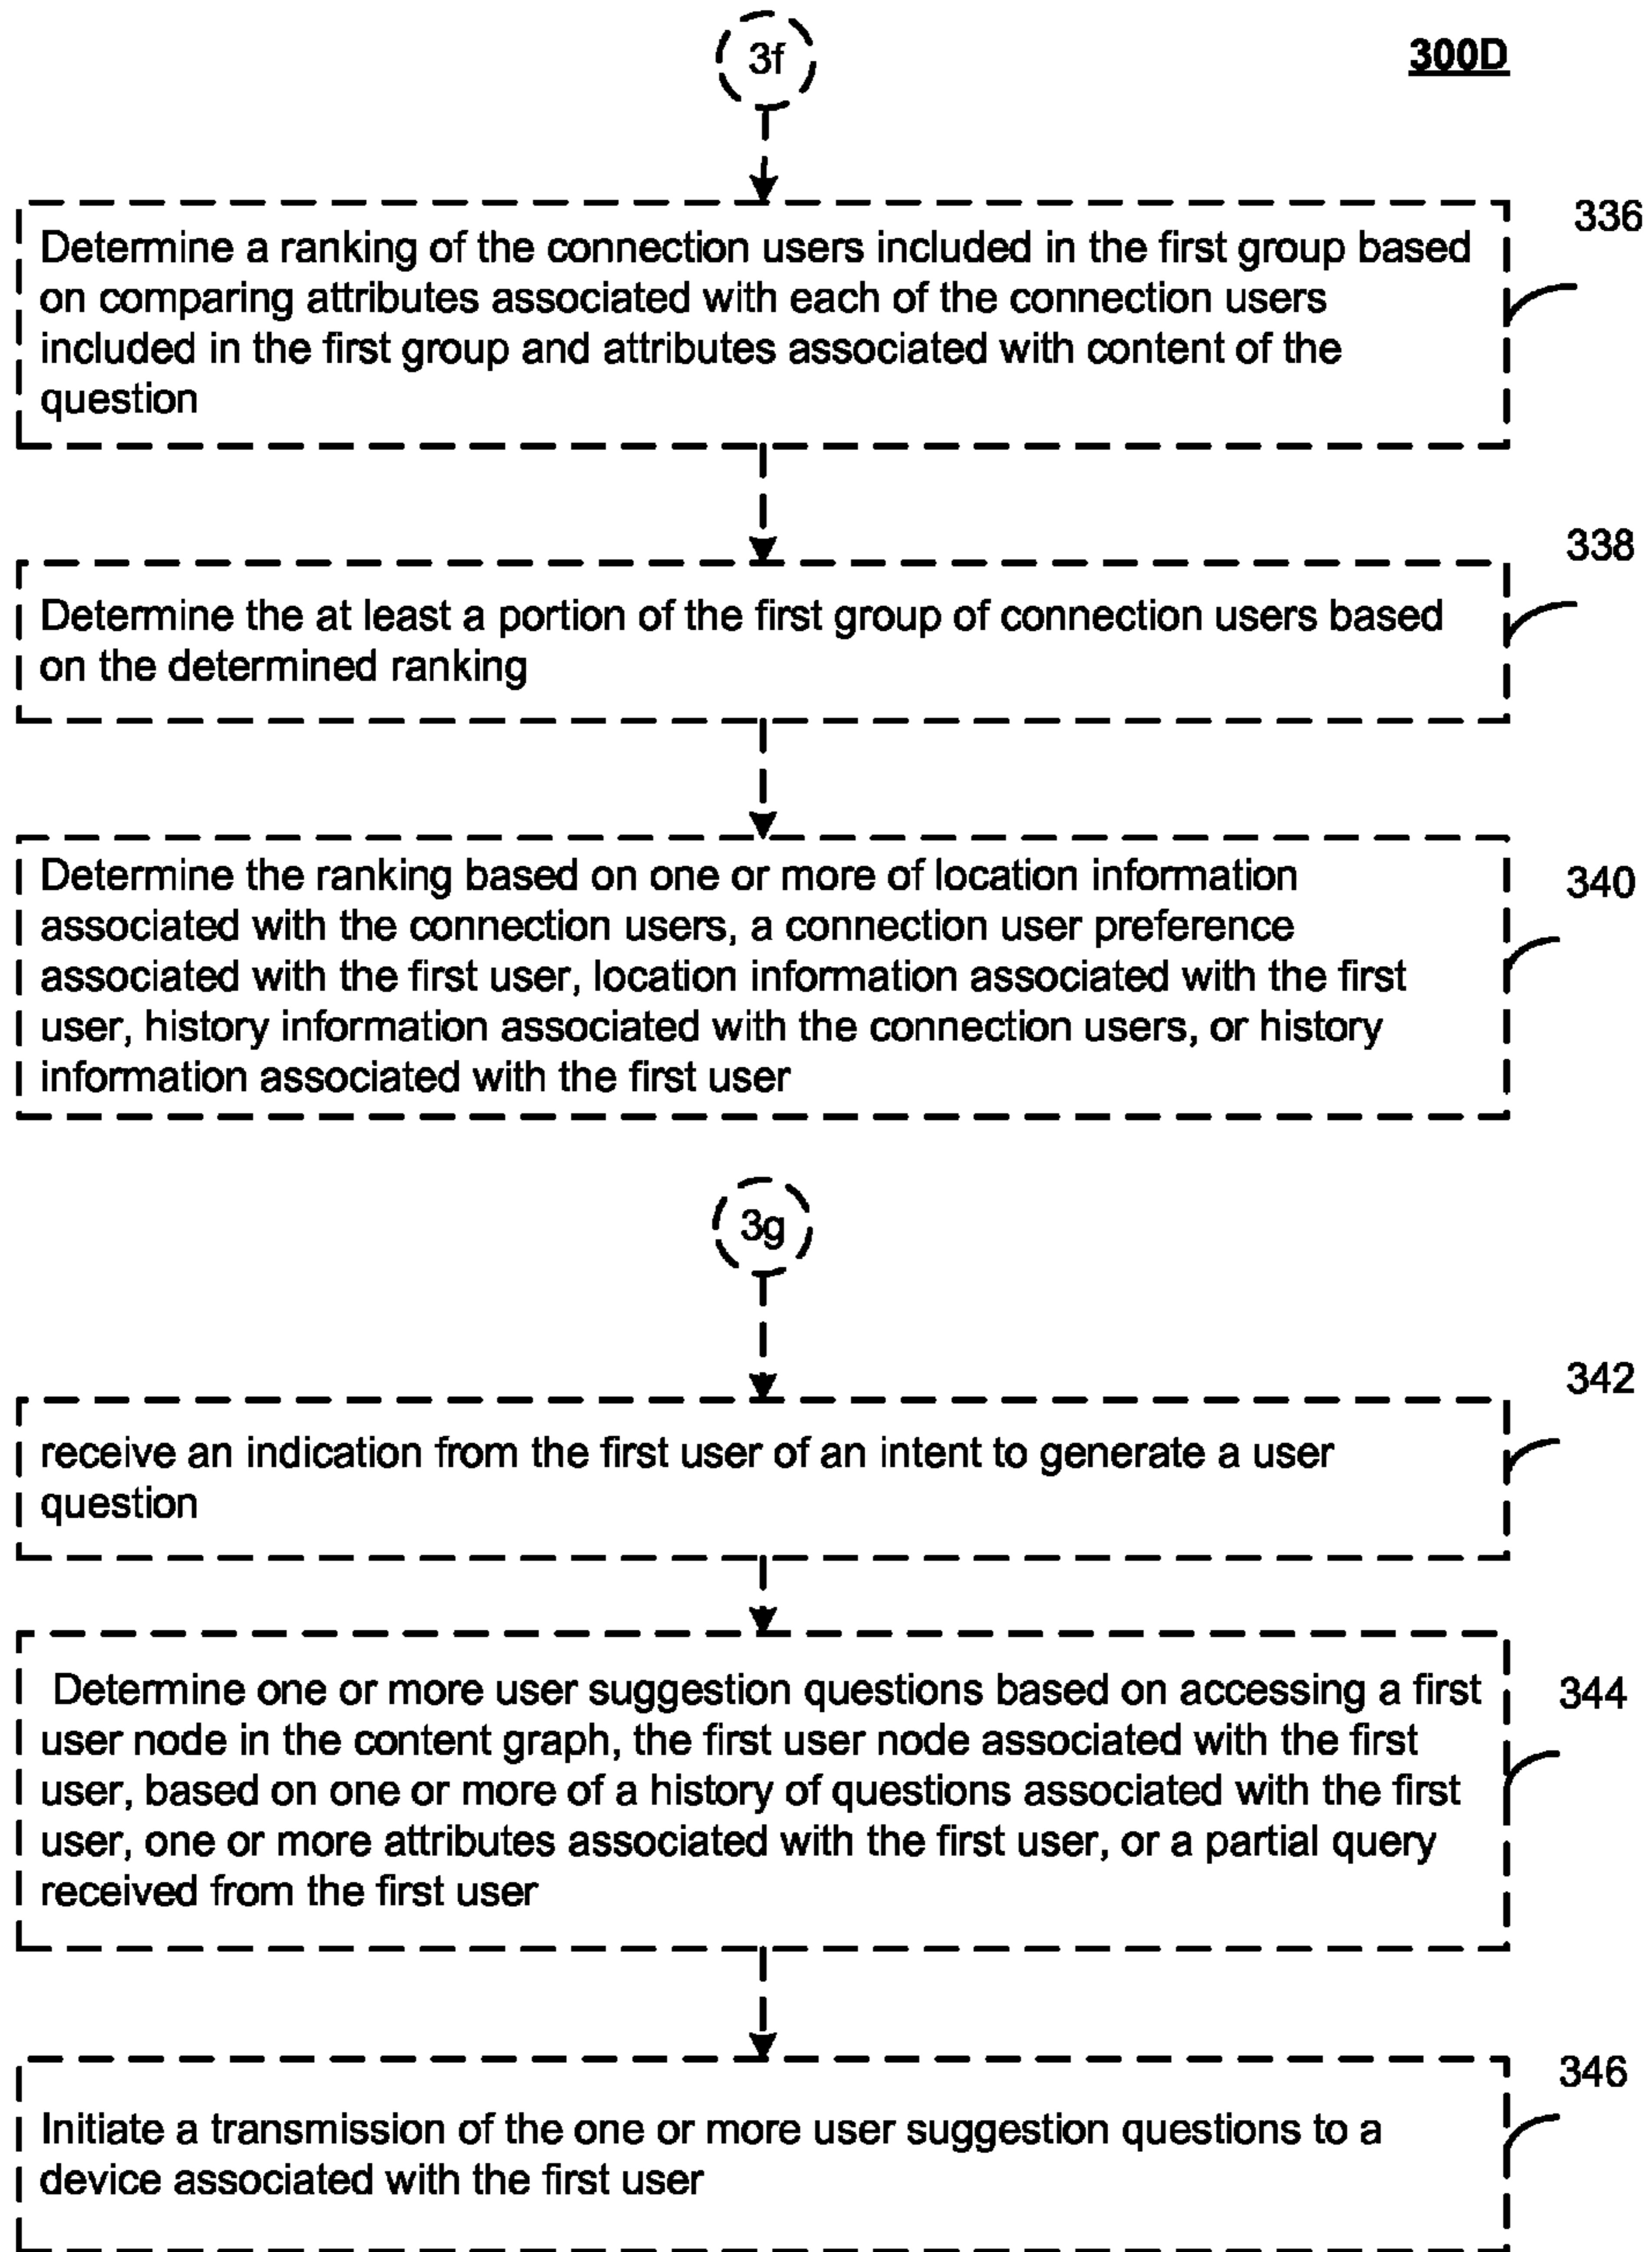 3f
300D
336
Determine a ranking of the connection users included in the first group based
on comparing attributes associated with each of the connection users
included in the first group and attributes associated with content of the
question
338
Determine the at least a portion of the first group of connection users based
on the determined ranking
340
Determine the ranking based on one or more of location information
associated with the connection users, a connection user preference
associated with the first user, location information associated with the first
user, history information associated with the connection users, or history
information associated with the first user
3g
342
receive an indication from the first user of an intent to generate a user
question
344
Determine one or more user suggestion questions based on accessing a first
user node in the content graph, the first user node associated with the first
user, based on one or more of a history of questions associated with the first
user, one or more attributes associated with the first user, or a partial query
received from the first user
346
Initiate a transmission of the one or more user suggestion questions to a
device associated with the first user